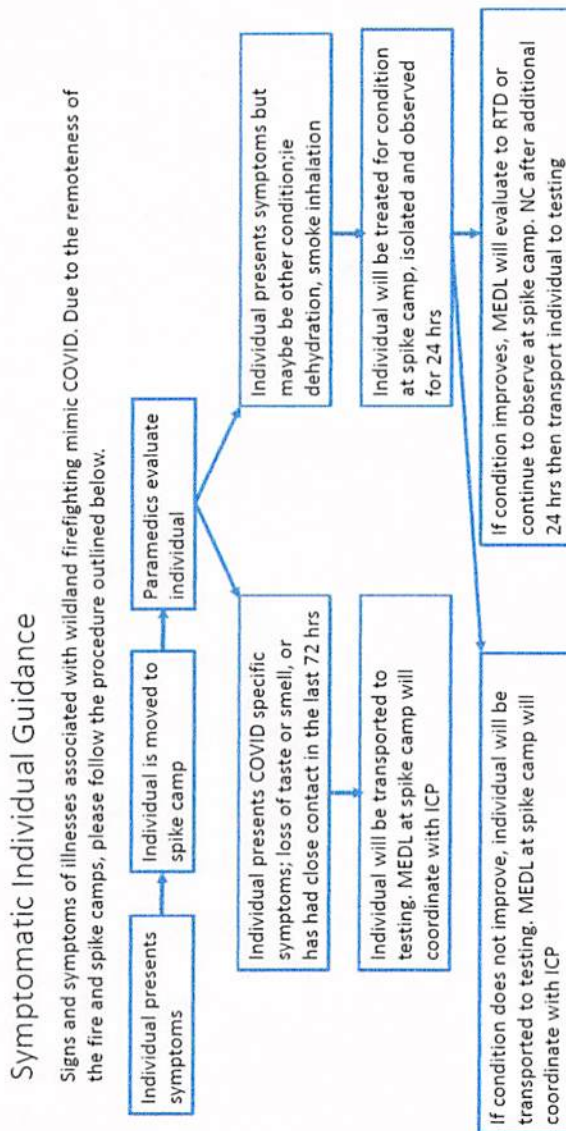 Symptomatic Individual Guidance
Signs and symptoms of illnesses associated with wildland firefighting mimic COVID. Due to the remoteness of
the fire and spike camps, please follow the procedure outlined below.
Individual presents
symptoms
Individual is moved to
spike camp
Paramedics evaluate
individual
Individual presents COVID specific
symptoms; loss of taste or smell, or
has had close contact in the last 72 hrs
Individual will be transported to
testing. MEDL at spike camp will
coordinate with ICP
Individual presents symptoms but
maybe be other condition;ie
dehydration, smoke inhalation
Individual will be treated for condition
at spike camp, isolated and observed
for 24 hrs
If condition does not improve, individual will be
transported to testing. MEDL at spike camp will
coordinate with ICP
If condition improves, MEDL will evaluate to RTD or
continue to observe at spike camp. NC after additional
24 hrs then transport individual to testing